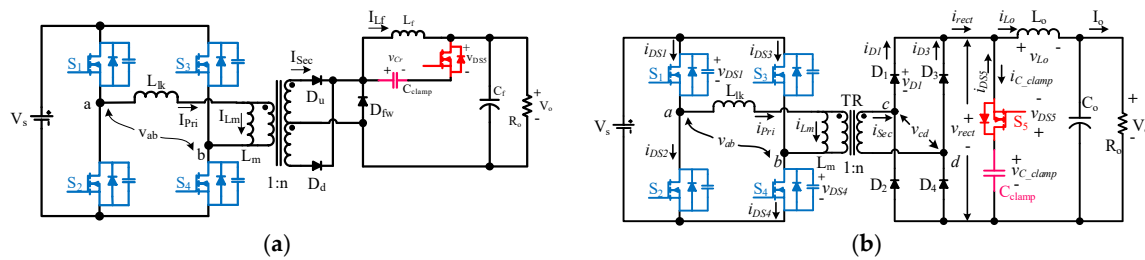 I_Lf
L_f
S_1
S_3
I_Sec
v_Cr
+
-
+
v_DS5
-
C_clamp
D_u
L_lk
a
I_Pri
I_Lm
V_s
v_ab
b
L_m
D_fw
C_f
R_o
+
V_o
-
S_2
S_4
1:n
D_d
(a)
i_rect
i_Lo
L_o
I_o
i_DS1
i_DS3
i_D1
i_D3
+
v_Lo
-
S_1
+
v_DS1
-
S_3
D_1
+
v_D1
-
D_3
i_DS5
i_C_clamp
L_lk
TR
c
a
i_Pri
i_Lm
i_Sec
v_cd
+
v_rect
-
S_5
-
v_DS5
+
C_o
+
V_o
-
R_o
V_s
v_ab
b
L_m
d
i_DS2
1:n
S_2
S_4
+
v_DS4
-
i_DS4
D_2
D_4
+
v_C_clamp
-
C_clamp
(b)